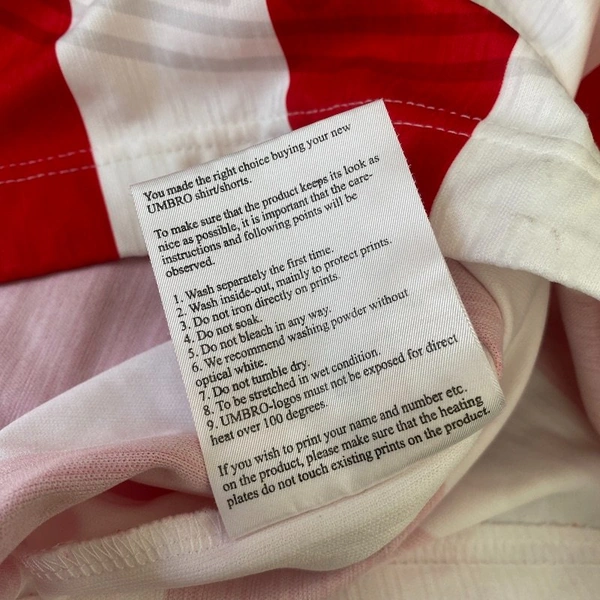 You made the right choice buying your new
UMBRO shirt/shorts.
To make sure that the product keeps its look as
nice as possible, it is important that the care-
instructions and following points will be
observed.
1. Wash separately the first time.
2. Wash inside-out, mainly to protect prints.
3. Do not iron directly on prints.
4. Do not soak.
5. Do not bleach in any way.
6. We recommend washing powder without
optical white.
7. Do not tumble dry.
8. To be stretched in wet condition.
9. UMBRO-logos must not be exposed for direct
heat over 100 degrees.
If you wish to print your name and number etc.
on the product, please make sure that the heating
plates do not touch existing prints on the product.